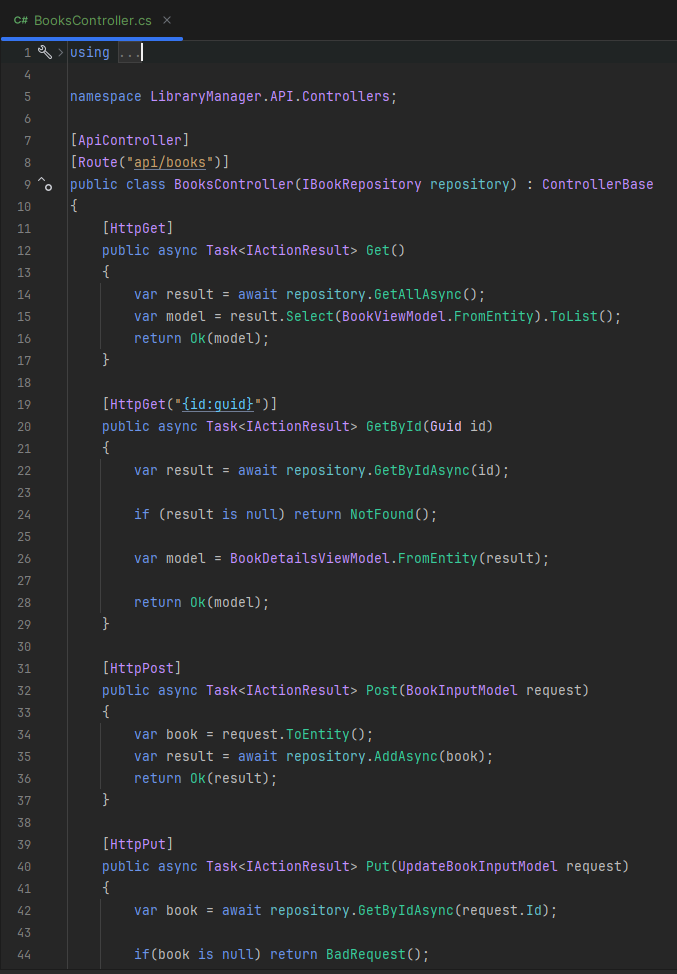 C# BooksController.cs ×
1 using ...
4
5 namespace LibraryManager.API.Controllers;
6
7 [ApiController]
8 [Route("api/books")]
9 public class BooksController(IBookRepository repository) : ControllerBase
10 {
11     [HttpGet]
12     public async Task<IActionResult> Get()
13     {
14         var result = await repository.GetAllAsync();
15         var model = result.Select(BookViewModel.FromEntity).ToList();
16         return Ok(model);
17     }
18
19     [HttpGet("{id:guid}")]
20     public async Task<IActionResult> GetById(Guid id)
21     {
22         var result = await repository.GetByIdAsync(id);
23
24         if (result is null) return NotFound();
25
26         var model = BookDetailsViewModel.FromEntity(result);
27
28         return Ok(model);
29     }
30
31     [HttpPost]
32     public async Task<IActionResult> Post(BookInputModel request)
33     {
34         var book = request.ToEntity();
35         var result = await repository.AddAsync(book);
36         return Ok(result);
37     }
38
39     [HttpPut]
40     public async Task<IActionResult> Put(UpdateBookInputModel request)
41     {
42         var book = await repository.GetByIdAsync(request.Id);
43
44         if(book is null) return BadRequest();